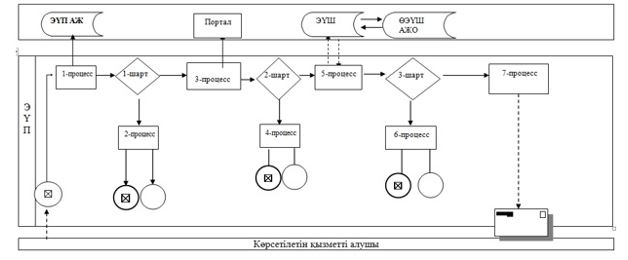 ЭҮП АЖ
Портал
ЭҮШ
ӨЭҮШ
АЖО
Э
Ү
П
1-процесс
1-шарт
3-процесс
2-шарт
5-процесс
3-шарт
7-процесс
2-процесс
4-процесс
6-процесс
Көрсетілетін қызметті алушы